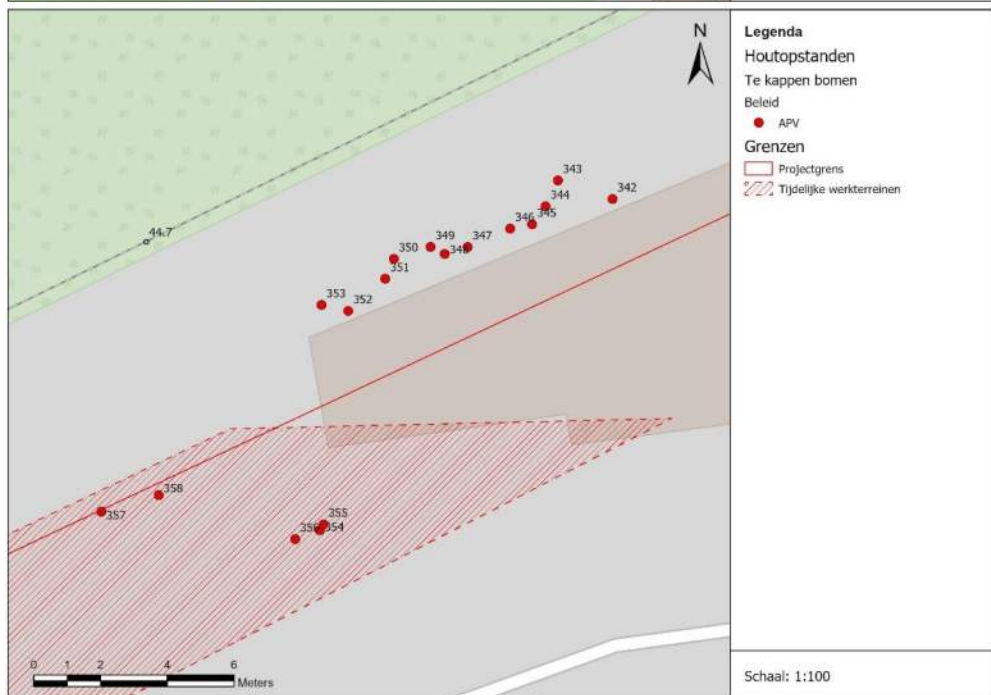 N
343
342
344
345
346
349
347
348
350
351
353
352
44.7
358
357
355
354
356
0 1 2 4 6
Meters
Legenda
Houtopstanden
Te kappen bomen
Beleid
APV
Grenzen
Projectgrens
Tijdelijke werkterreinen
Schaal: 1:100